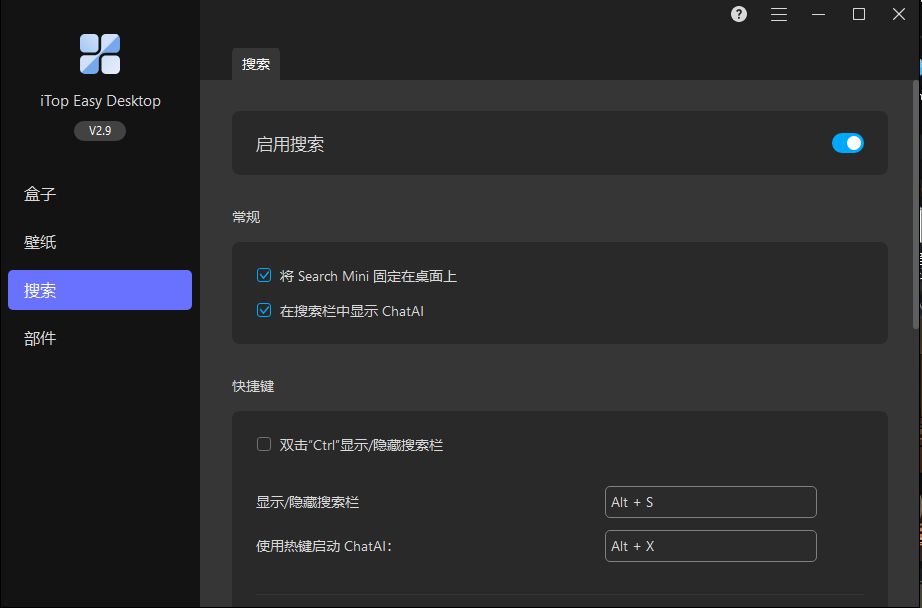 iTop Easy Desktop
V2.9
盒子
壁纸
搜索
部件
搜索
启用搜索
常规
将 Search Mini 固定在桌面上
在搜索栏中显示 ChatAI
快捷键
双击“Ctrl”显示/隐藏搜索栏
显示/隐藏搜索栏
Alt + S
使用热键启动 ChatAI：
Alt + X